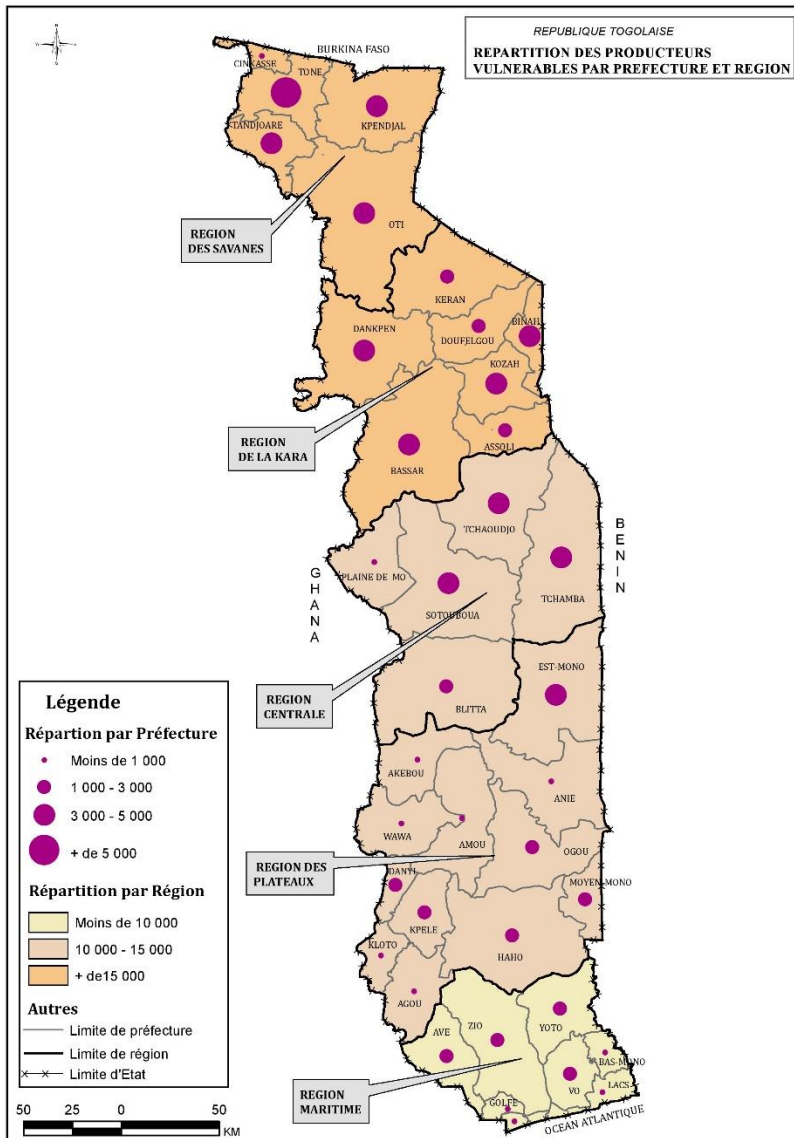 REPUBLIQUE TOGOLAISE
REPARTITION DES PRODUCTEURS
VULNERABLES PAR PREFECTURE ET REGION
N
W
E
S
BURKINA FASO
CINKASSE
TONE
TANDJOARE
KPENDJAL
OTI
REGION
DES SAVANES
KERAN
DANKPEN
DOUFELGOU
BINAH
KOZAH
ASSOLI
BASSAR
REGION
DE LA KARA
TCHAOUDJO
PLAINE DE MO
SOTOUBOUA
TCHAMBA
GHANA
BENIN
REGION
CENTRALE
BLITTA
EST-MONO
AKEBOU
ANIE
WAWA
AMOU
OGOU
REGION DES
PLATEAUX
DANYI
MOYEN-MONO
KPELE
KLOTO
HAHO
AGOU
AVE
ZIO
YOTO
BAS-MONO
VO
LACS
GOLFE
REGION
MARITIME
OCEAN ATLANTIQUE
Légende
Répartion par Préfecture
Moins de 1 000
1 000 - 3 000
3 000 - 5 000
+ de 5 000
Répartition par Région
Moins de 10 000
10 000 - 15 000
+ de15 000
Autres
Limite de préfecture
Limite de région
Limite d'Etat
50 25 0 50
KM